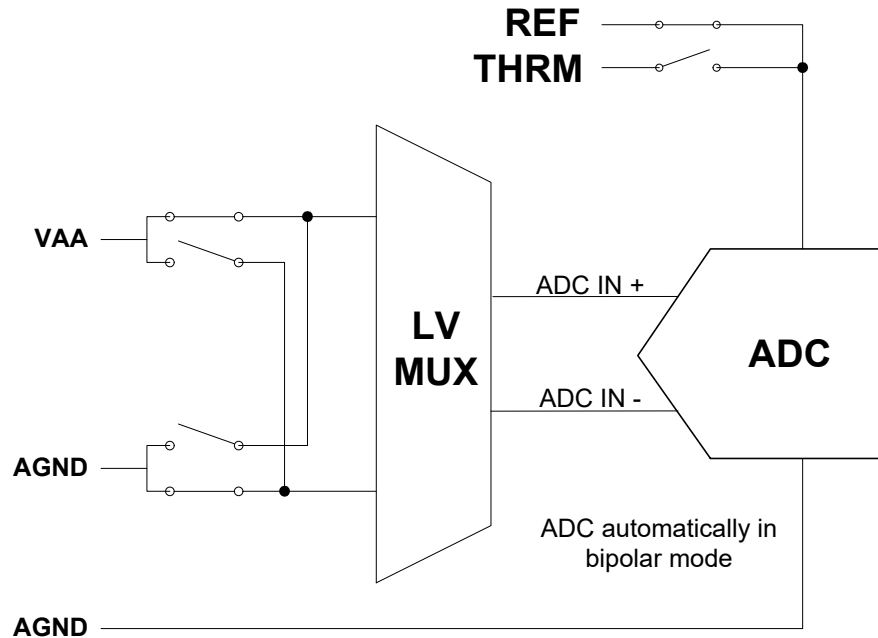 REF
THRM
VAA
ADC IN +
LV
MUX
ADC
ADC IN -
AGND
ADC automatically in
bipolar mode
AGND